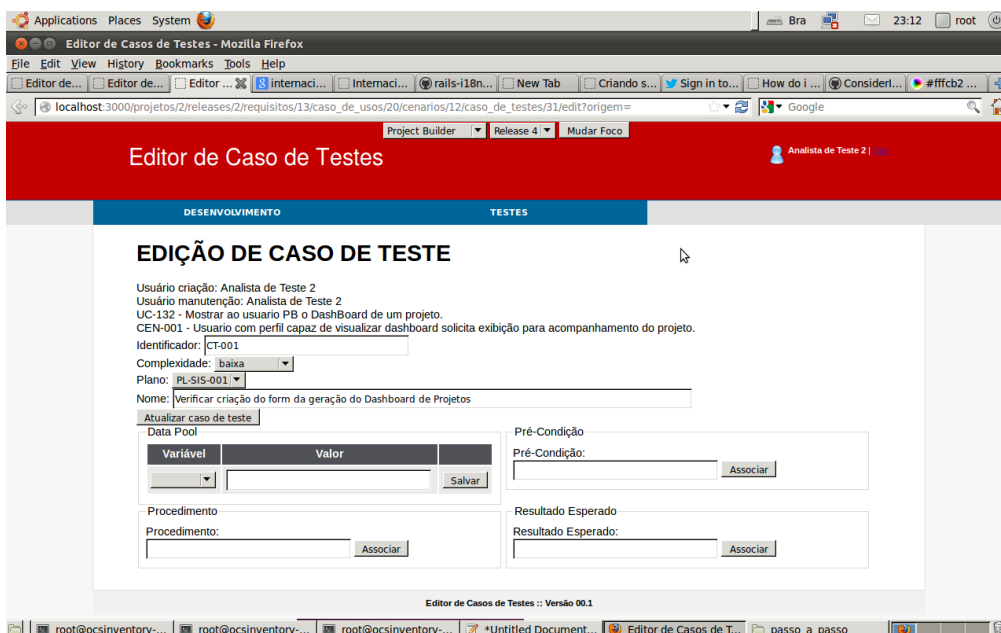 Applications Places System Bra 23:12 root
Editor de Casos de Testes - Mozilla Firefox
File Edit View History Bookmarks Tools Help
Editor de... Editor de... Editor ... internaci... Internaci... rails-i18n... New Tab Criando s... Sign in to... How do i ... ConsiderI... #fffcb2 ...
localhost:3000/projetos/2/releases/2/requisitos/13/caso_de_usos/20/cenarios/12/caso_de_testes/31/edit?origem= Google
Project Builder Release 4 Mudar Foco
Editor de Caso de Testes
Analista de Teste 2 |
DESENVOLVIMENTO TESTES
EDIÇÃO DE CASO DE TESTE
Usuário criação: Analista de Teste 2
Usuário manutenção: Analista de Teste 2
UC-132 - Mostrar ao usuario PB o DashBoard de um projeto.
CEN-001 - Usuario com perfil capaz de visualizar dashboard solicita exibição para acompanhamento do projeto.
Identificador: CT-001
Complexidade: baixa
Plano: PL-SIS-001
Nome: Verificar criação do form da geração do Dashboard de Projetos
Atualizar caso de teste
Data Pool
Variável Valor
Salvar
Pré-Condição
Pré-Condição:
Associar
Procedimento
Procedimento:
Associar
Resultado Esperado
Resultado Esperado:
Associar
Editor de Casos de Testes :: Versão 00.1
root@ocsinventory-... root@ocsinventory-... root@ocsinventory-... *Untitled Document... Editor de Casos de T... passo_a_passo